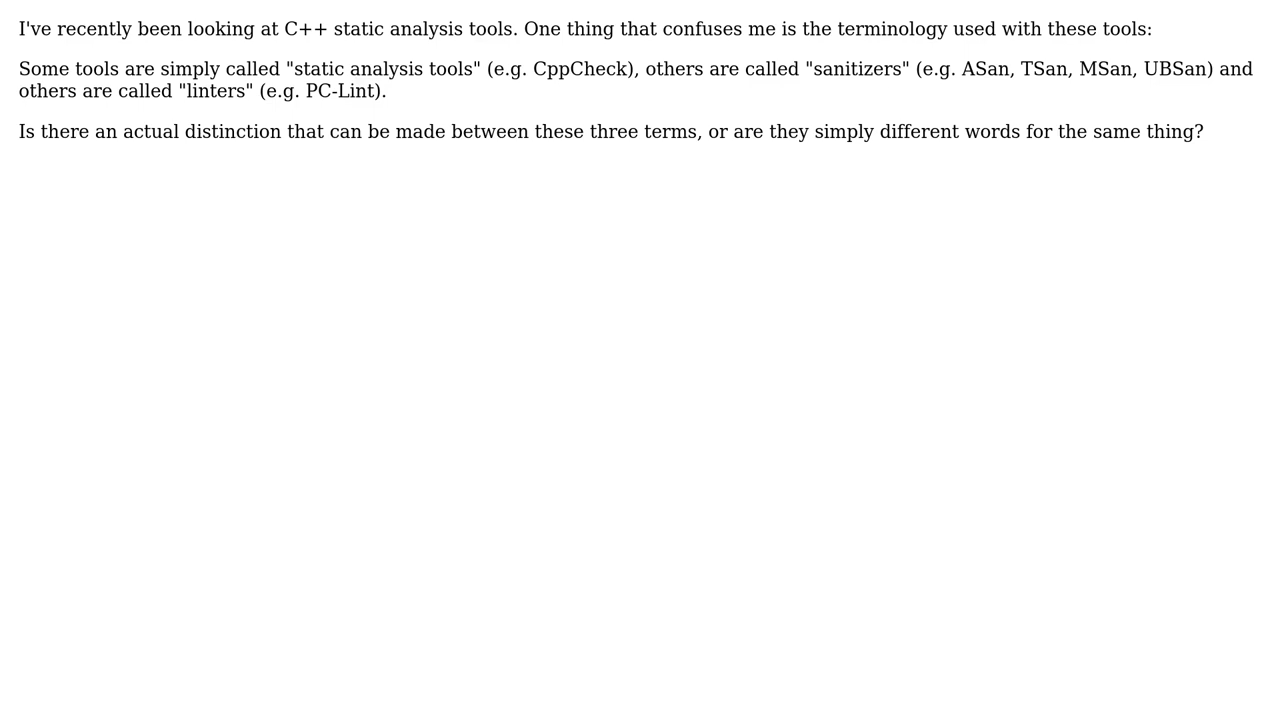 I've recently been looking at C++ static analysis tools. One thing that confuses me is the terminology used with these tools:
Some tools are simply called "static analysis tools" (e.g. CppCheck), others are called "sanitizers" (e.g. ASan, TSan, MSan, UBSan) and
others are called "linters" (e.g. PC-Lint).
Is there an actual distinction that can be made between these three terms, or are they simply different words for the same thing?